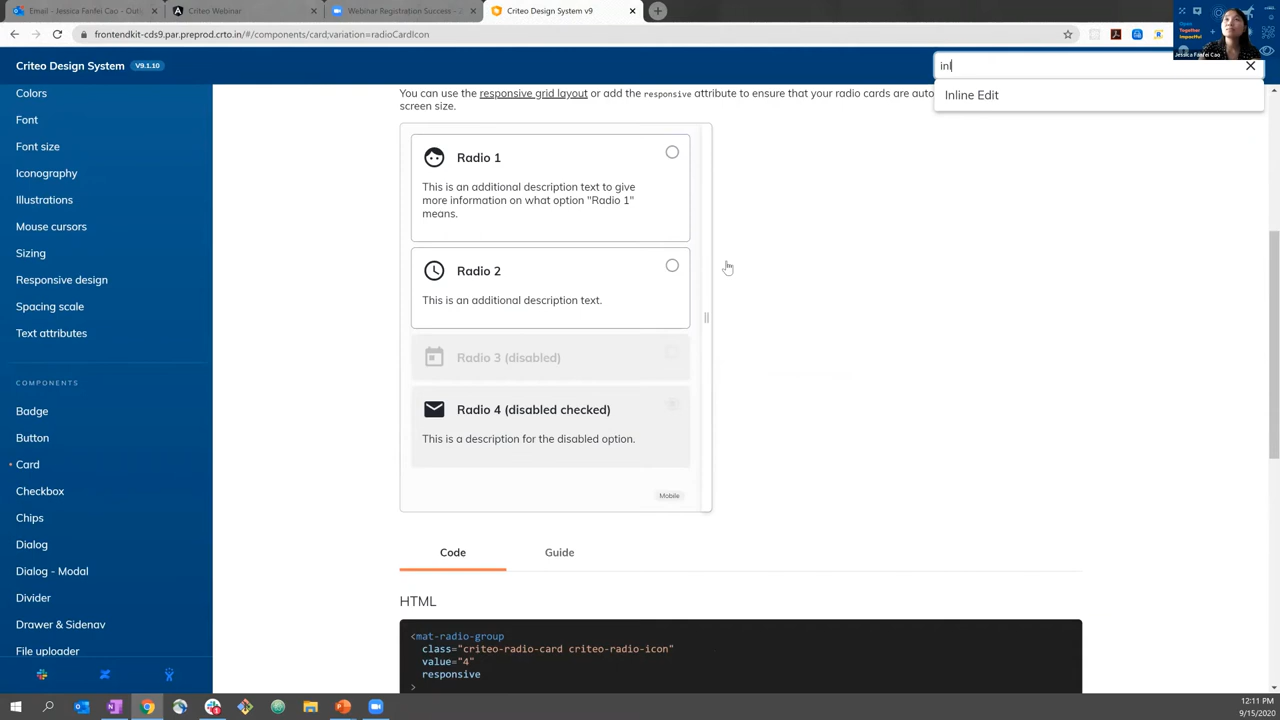 Email - Jessica Fanfei Cao - Outl
Criteo Webinar
Webinar Registration Success - J
Criteo Design System v9
frontendkit-cds9.par.preprod.crto.in/#/components/card;variation=radioCardIcon
Open
Together
Impactful
Jessica Fanfei Cao
Criteo Design System
V9.1.10
inl
Inline Edit
Colors
Font
Font size
Iconography
Illustrations
Mouse cursors
Sizing
Responsive design
Spacing scale
Text attributes
COMPONENTS
Badge
Button
Card
Checkbox
Chips
Dialog
Dialog - Modal
Divider
Drawer & Sidenav
File uploader
You can use the responsive grid layout or add the responsive attribute to ensure that your radio cards are auto
screen size.
Radio 1
This is an additional description text to give
more information on what option "Radio 1"
means.
Radio 2
This is an additional description text.
Radio 3 (disabled)
Radio 4 (disabled checked)
This is a description for the disabled option.
Mobile
Code
Guide
HTML
<mat-radio-group
class="criteo-radio-card criteo-radio-icon"
value="4"
responsive
>
12:11 PM
9/15/2020